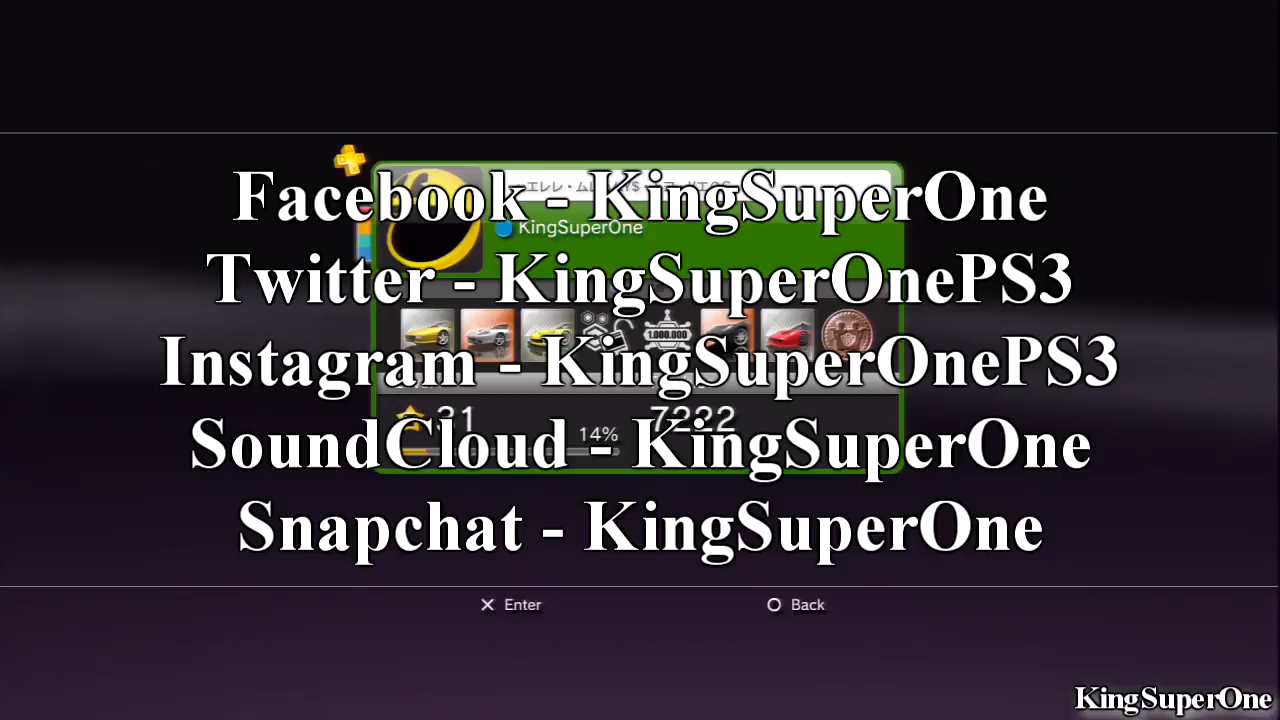 Facebook - KingSuperOne
KingSuperOne
Twitter - KingSuperOnePS3
1,000,000
Instagram - KingSuperOnePS3
31
14%
7222
SoundCloud - KingSuperOne
Snapchat - KingSuperOne
Enter
Back
KingSuperOne